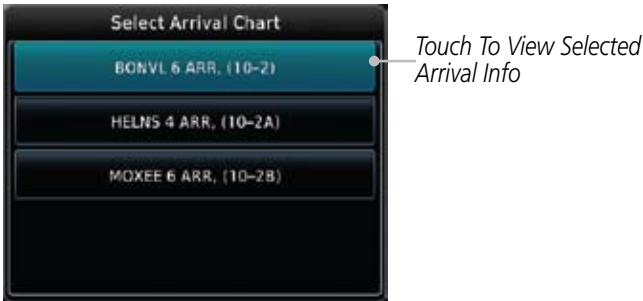 Select Arrival Chart
BONVL 6 ARR, (10-2)
HELNS 4 ARR, (10-2A)
MOXEE 6 ARR, (10-2B)
Touch To View Selected
Arrival Info